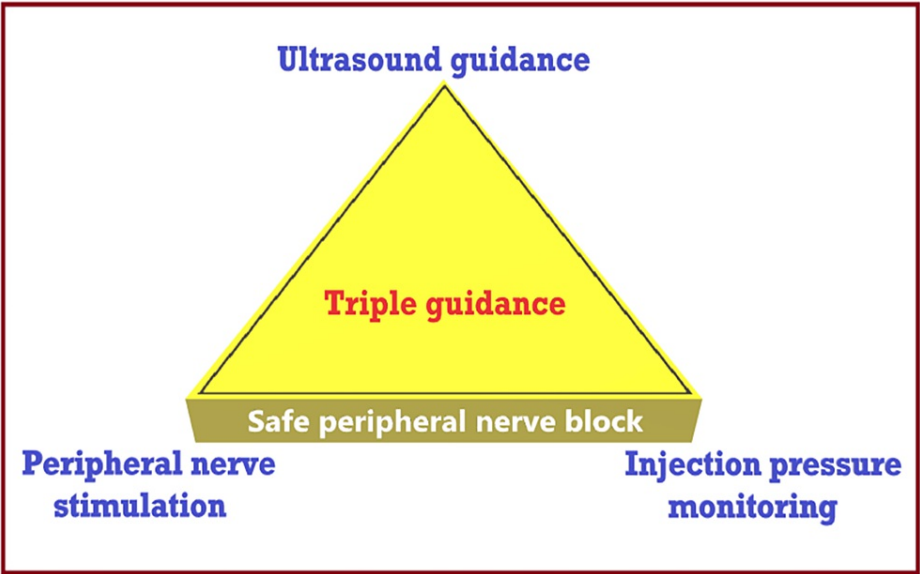 Ultrasound guidance
Triple guidance
Safe peripheral nerve block
Peripheral nerve
stimulation
Injection pressure
monitoring